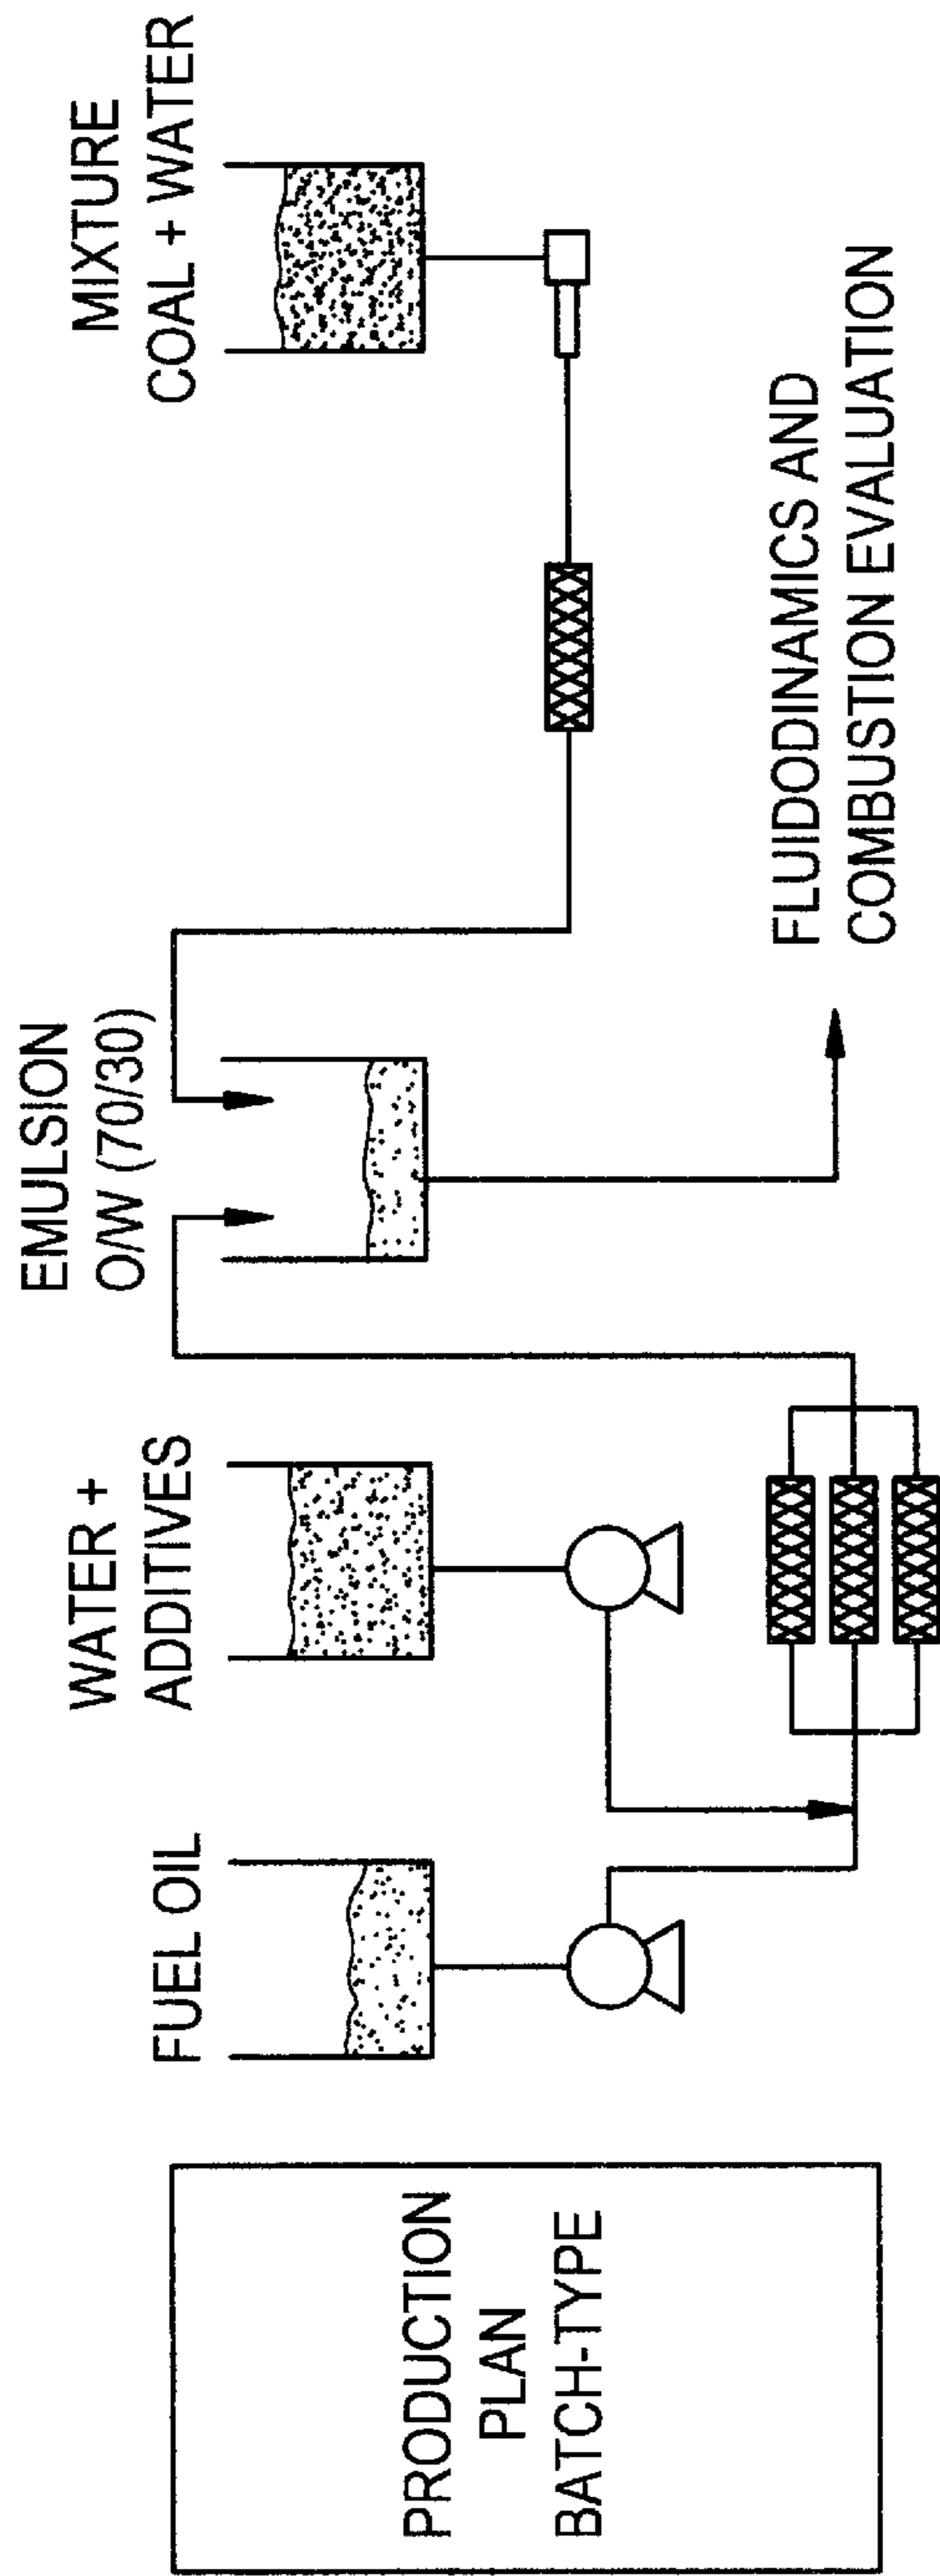 PRODUCTION
PLAN
BATCH-TYPE
FUEL OIL
WATER +
ADDITIVES
EMULSION
O/W (70/30)
MIXTURE
COAL + WATER
FLUIDODINAMICS AND
COMBUSTION EVALUATION